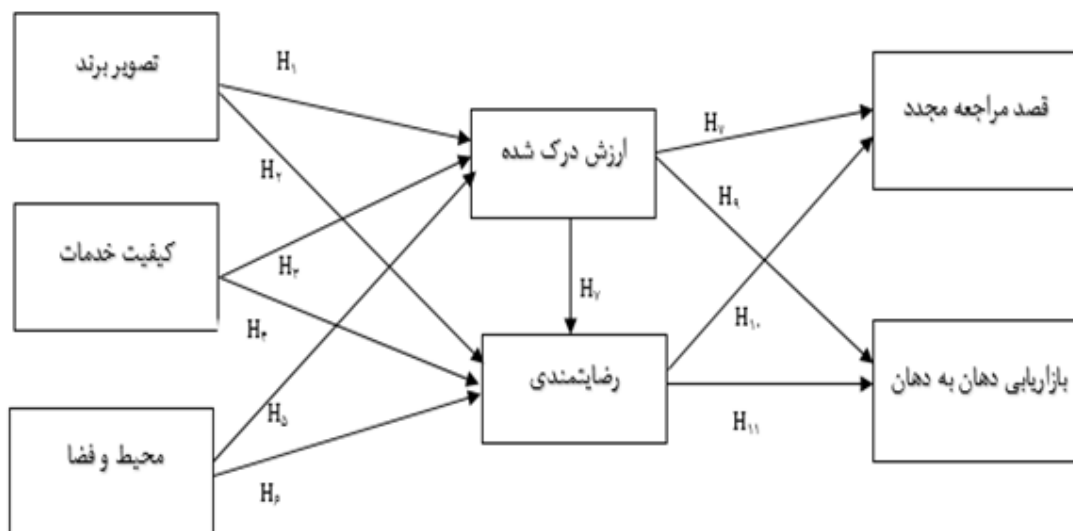 تصویر برند
H۱
قصد مراجعه مجدد
H۷
ارزش درک شده
H۲
H۹
کیفیت خدمات
H۳
H۷
H۴
H۱۰
رضایتمندی
بازاریابی دهان به دهان
H۵
H۱۱
محیط و فضا
H۶